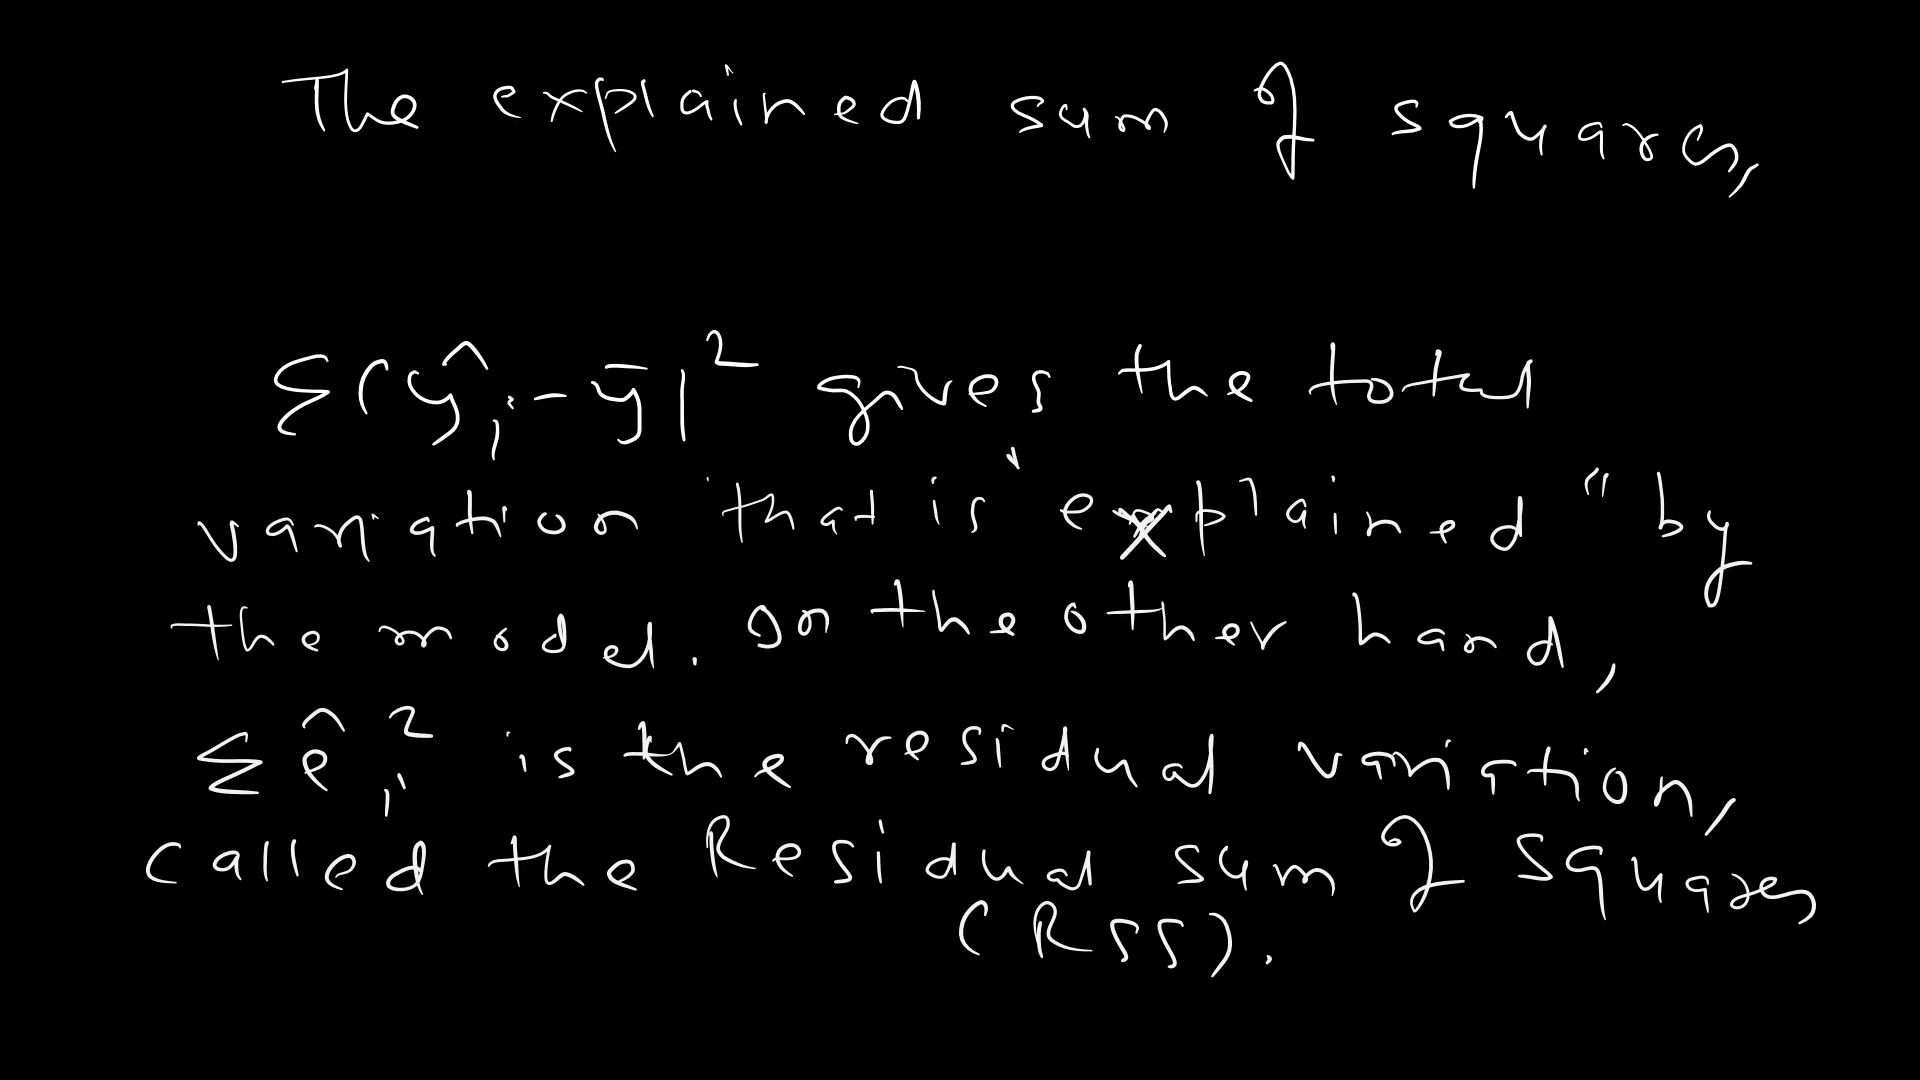 The explained sum of squares,
Σ(ŷᵢ - ȳ)² gives the total
variation that is "explained" by
the model. On the other hand,
Σêᵢ² is the residual variation,
called the Residual sum of Squares
(RSS).